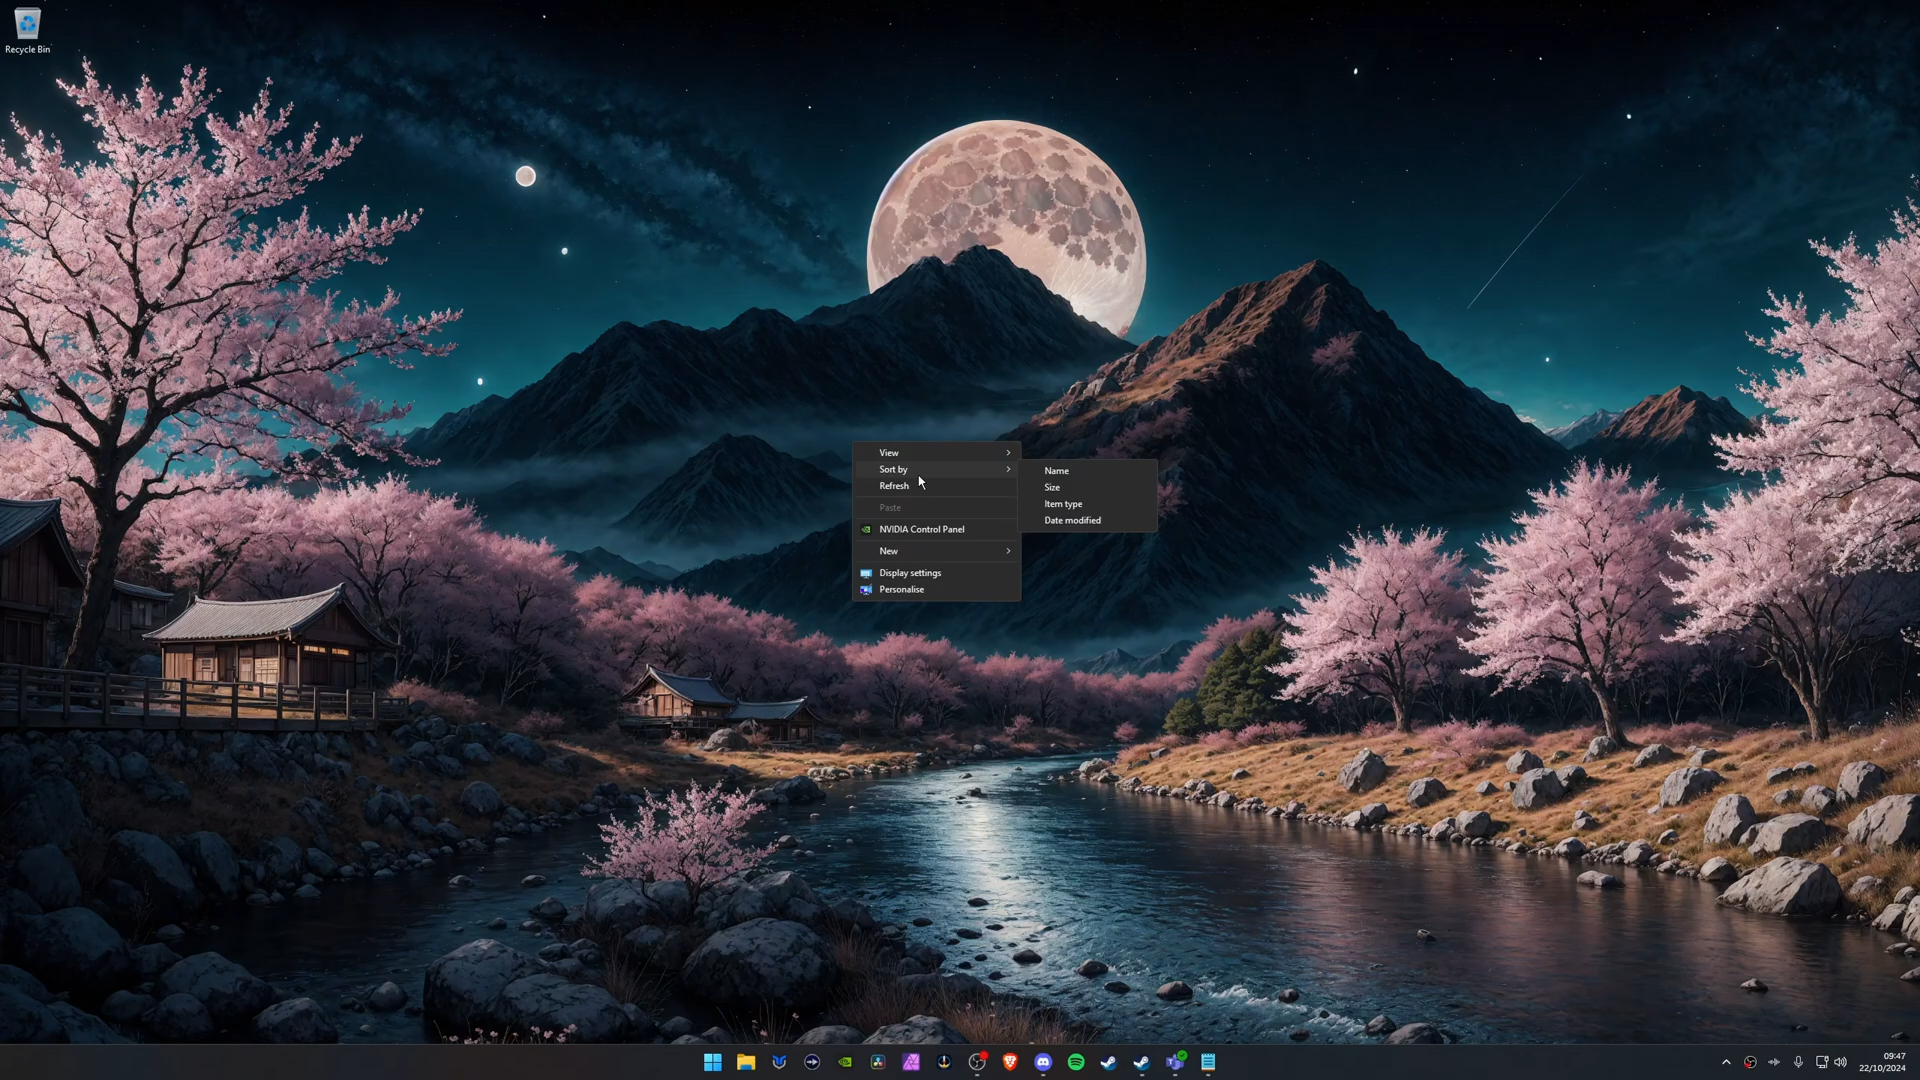 Recycle Bin
View
Sort by
Refresh
Paste
NVIDIA Control Panel
New
Display settings
Personalise
Name
Size
Item type
Date modified
09:47
22/10/2024